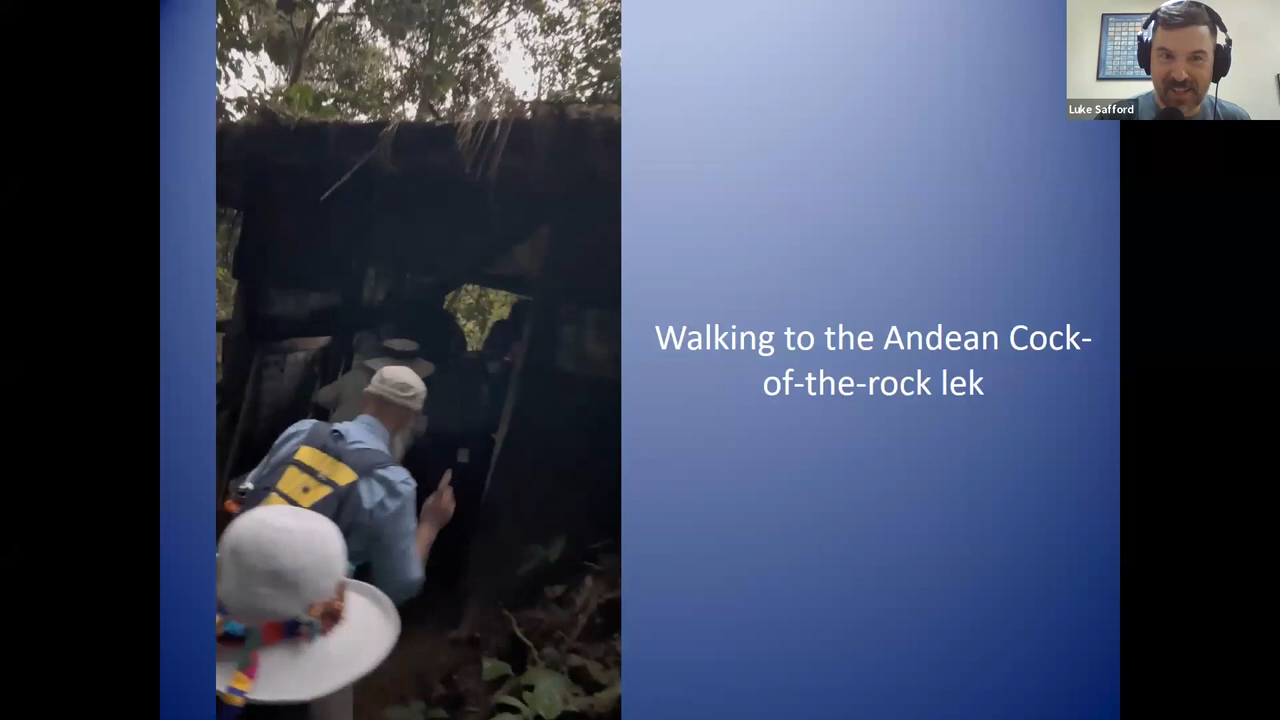 Luke Safford
Walking to the Andean Cock-
of-the-rock lek